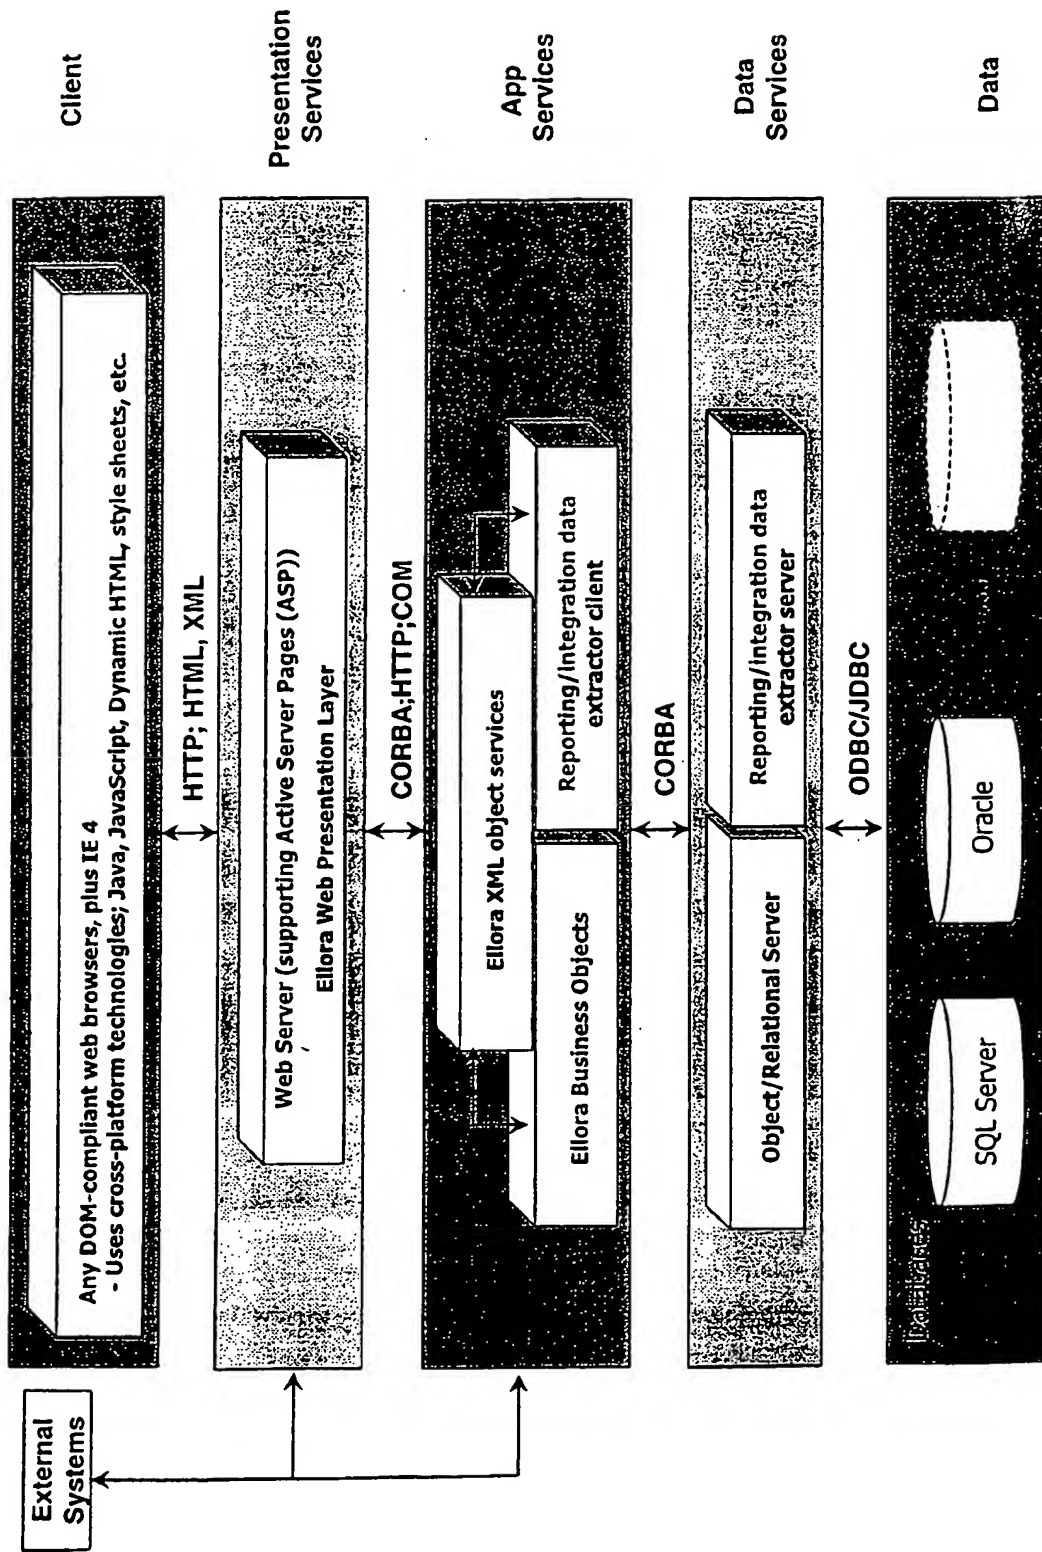 External
Systems
Client
Any DOM-compliant web browsers, plus IE 4
- Uses cross-platform technologies; Java, JavaScript, Dynamic HTML, style sheets, etc.
HTTP; HTML, XML
Presentation
Services
Web Server (supporting Active Server Pages (ASP))
Ellora Web Presentation Layer
CORBA;HTTP;COM
App
Services
Ellora XML object services
Ellora Business Objects
Reporting/Integration data
extractor client
CORBA
Data
Services
Object/Relational Server
Reporting/integration data
extractor server
ODBC/JDBC
Data
Databases
SQL Server
Oracle